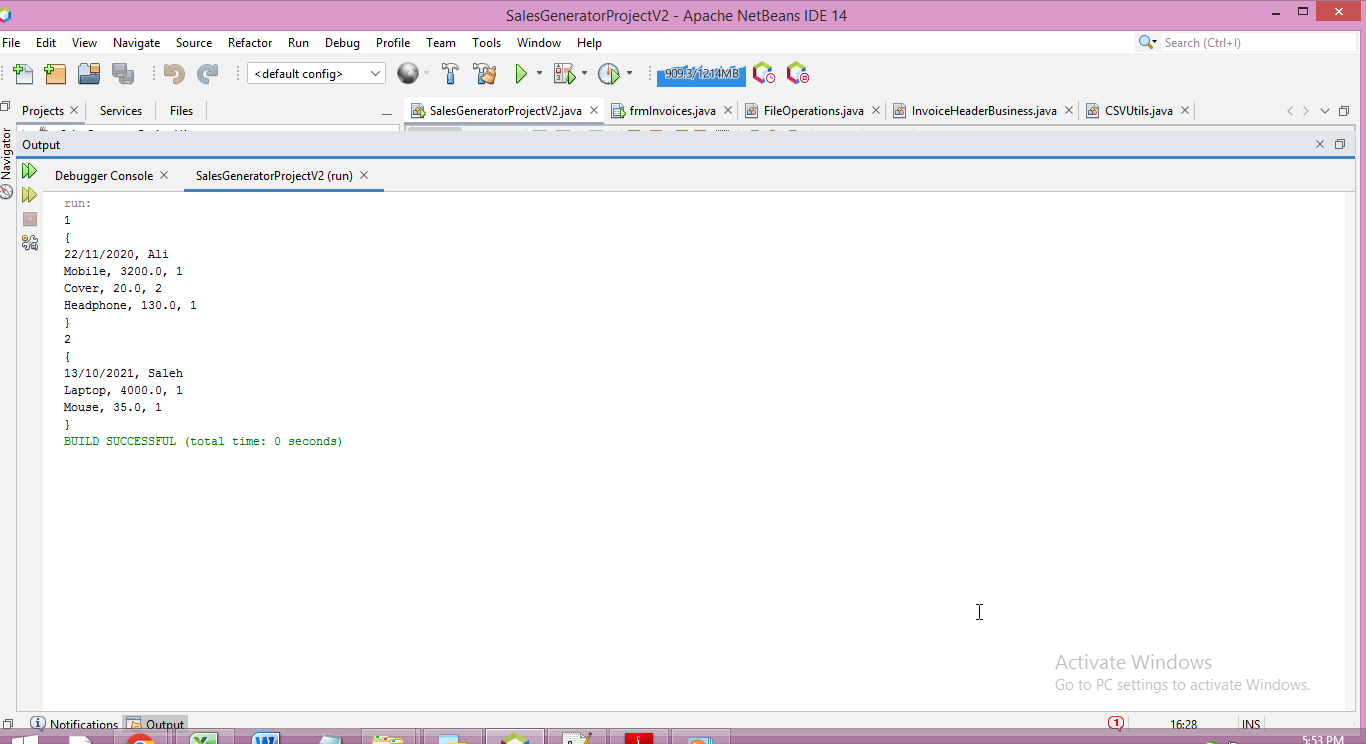 SalesGeneratorProjectV2 - Apache NetBeans IDE 14
File Edit View Navigate Source Refactor Run Debug Profile Team Tools Window Help
Search (Ctrl+I)
<default config>
909.3/1214MB
Projects Services Files
SalesGeneratorProjectV2.java frmInvoices.java FileOperations.java InvoiceHeaderBusiness.java CSVUtils.java
Navigator
Output
Debugger Console SalesGeneratorProjectV2 (run)
run:
1
{
22/11/2020, Ali
Mobile, 3200.0, 1
Cover, 20.0, 2
Headphone, 130.0, 1
}
2
{
13/10/2021, Saleh
Laptop, 4000.0, 1
Mouse, 35.0, 1
}
BUILD SUCCESSFUL (total time: 0 seconds)
Activate Windows
Go to PC settings to activate Windows.
Notifications Output
1 16:28 INS
5:53 PM